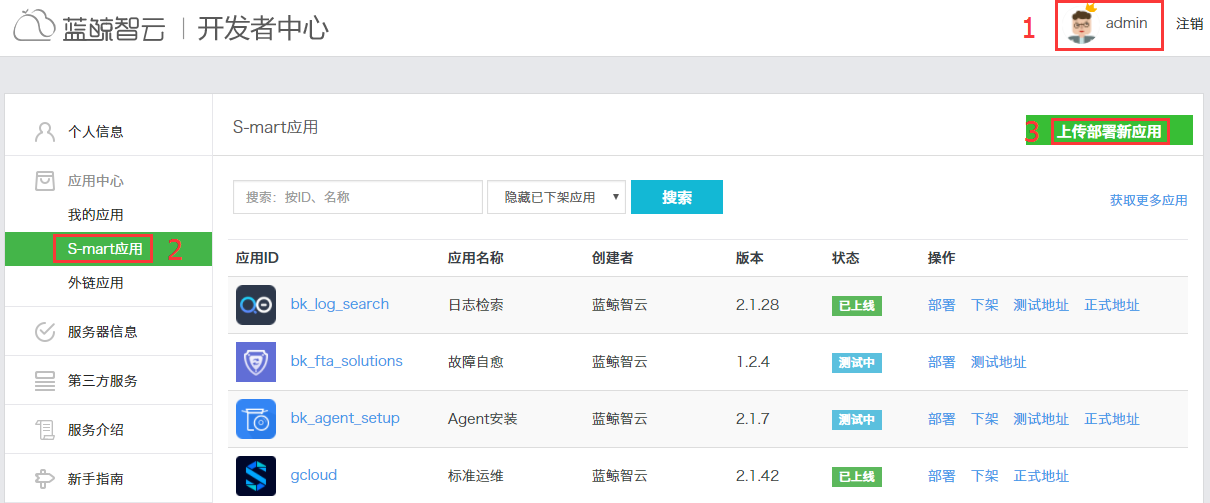 蓝鲸智云 | 开发者中心 1 admin 注销
个人信息
应用中心
我的应用
S-mart应用 2
外链应用
服务器信息
第三方服务
服务介绍
新手指南
S-mart应用 3 上传部署新应用
搜索：按ID、名称 隐藏已下架应用 搜索 获取更多应用
应用ID 应用名称 创建者 版本 状态 操作
bk_log_search 日志检索 蓝鲸智云 2.1.28 已上线 部署 下架 测试地址 正式地址
bk_fta_solutions 故障自愈 蓝鲸智云 1.2.4 测试中 部署 测试地址
bk_agent_setup Agent安装 蓝鲸智云 2.1.7 测试中 部署 下架 测试地址 正式地址
gcloud 标准运维 蓝鲸智云 2.1.42 已上线 部署 下架 正式地址